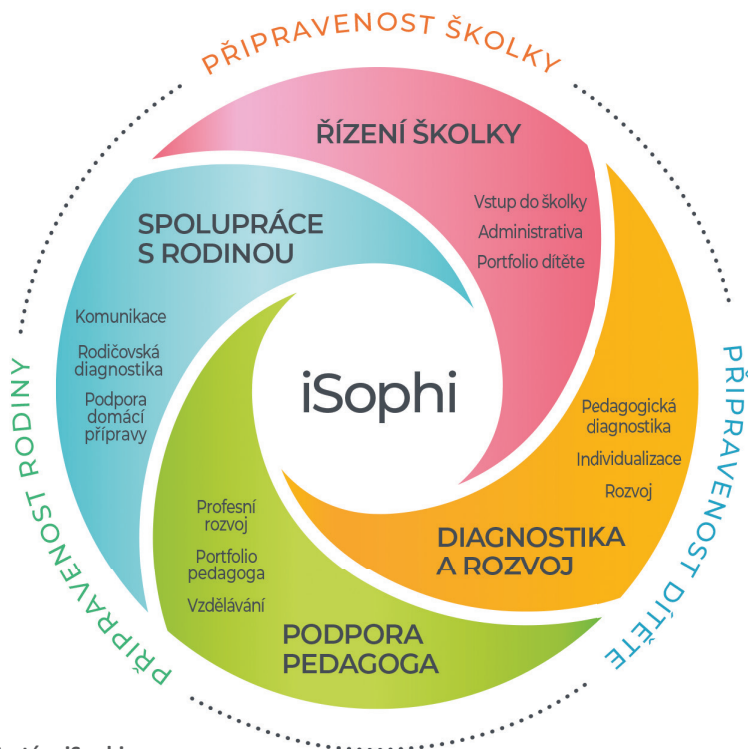 PŘIPRAVENOST ŠKOLKY
ŘÍZENÍ ŠKOLKY
Vstup do školky
Administrativa
Portfolio dítěte
SPOLUPRÁCE
S RODINOU
Komunikace
Rodičovská
diagnostika
Podpora
domácí
přípravy
iSophi
Pedagogická
diagnostika
Individualizace
Rozvoj
DIAGNOSTIKA
A ROZVOJ
Profesní
rozvoj
Portfolio
pedagoga
Vzdělávání
PODPORA
PEDAGOGA
PŘIPRAVENOST RODINY
PŘIPRAVENOST DÍTĚTE